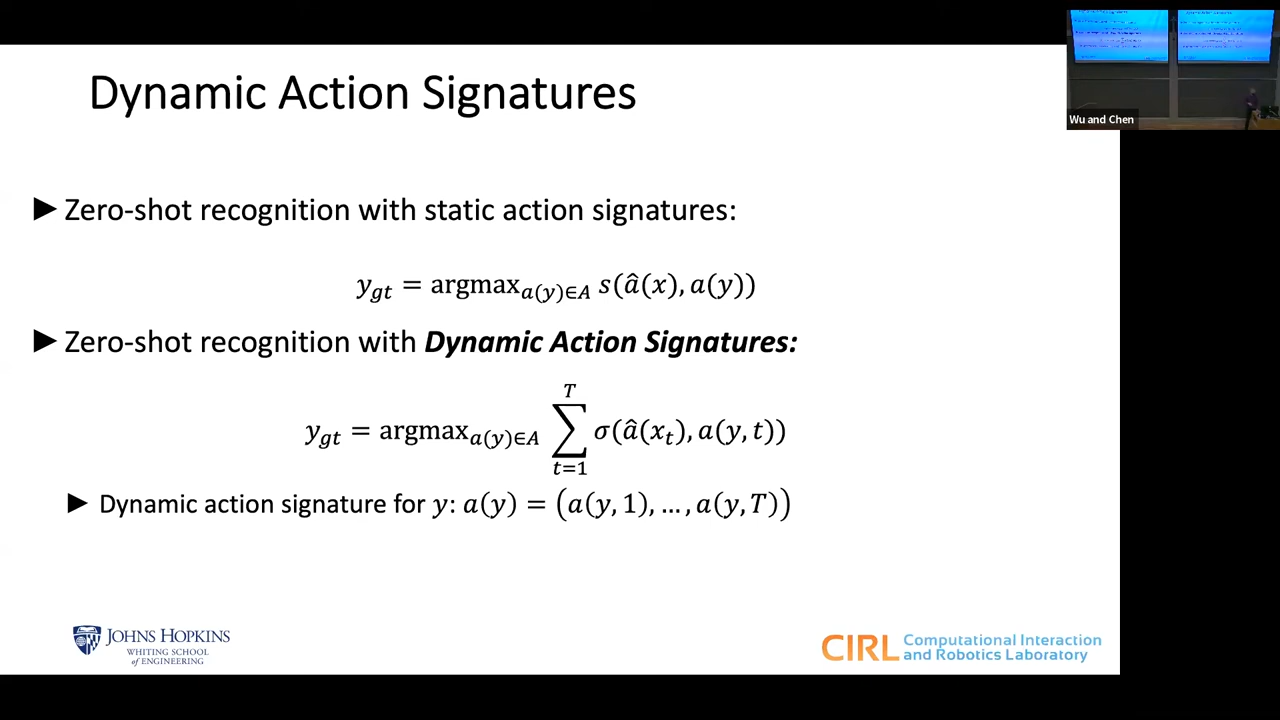 Dynamic Action Signatures
Wu and Chen
► Zero-shot recognition with static action signatures:
y_gt = argmax_{a(y)∈A} s(â(x), a(y))
► Zero-shot recognition with Dynamic Action Signatures:
y_gt = argmax_{a(y)∈A} ∑_{t=1}^{T} σ(â(x_t), a(y, t))
► Dynamic action signature for y: a(y) = (a(y, 1), … , a(y, T))
JOHNS HOPKINS
WHITING SCHOOL
of ENGINEERING
CIRL Computational Interaction
and Robotics Laboratory